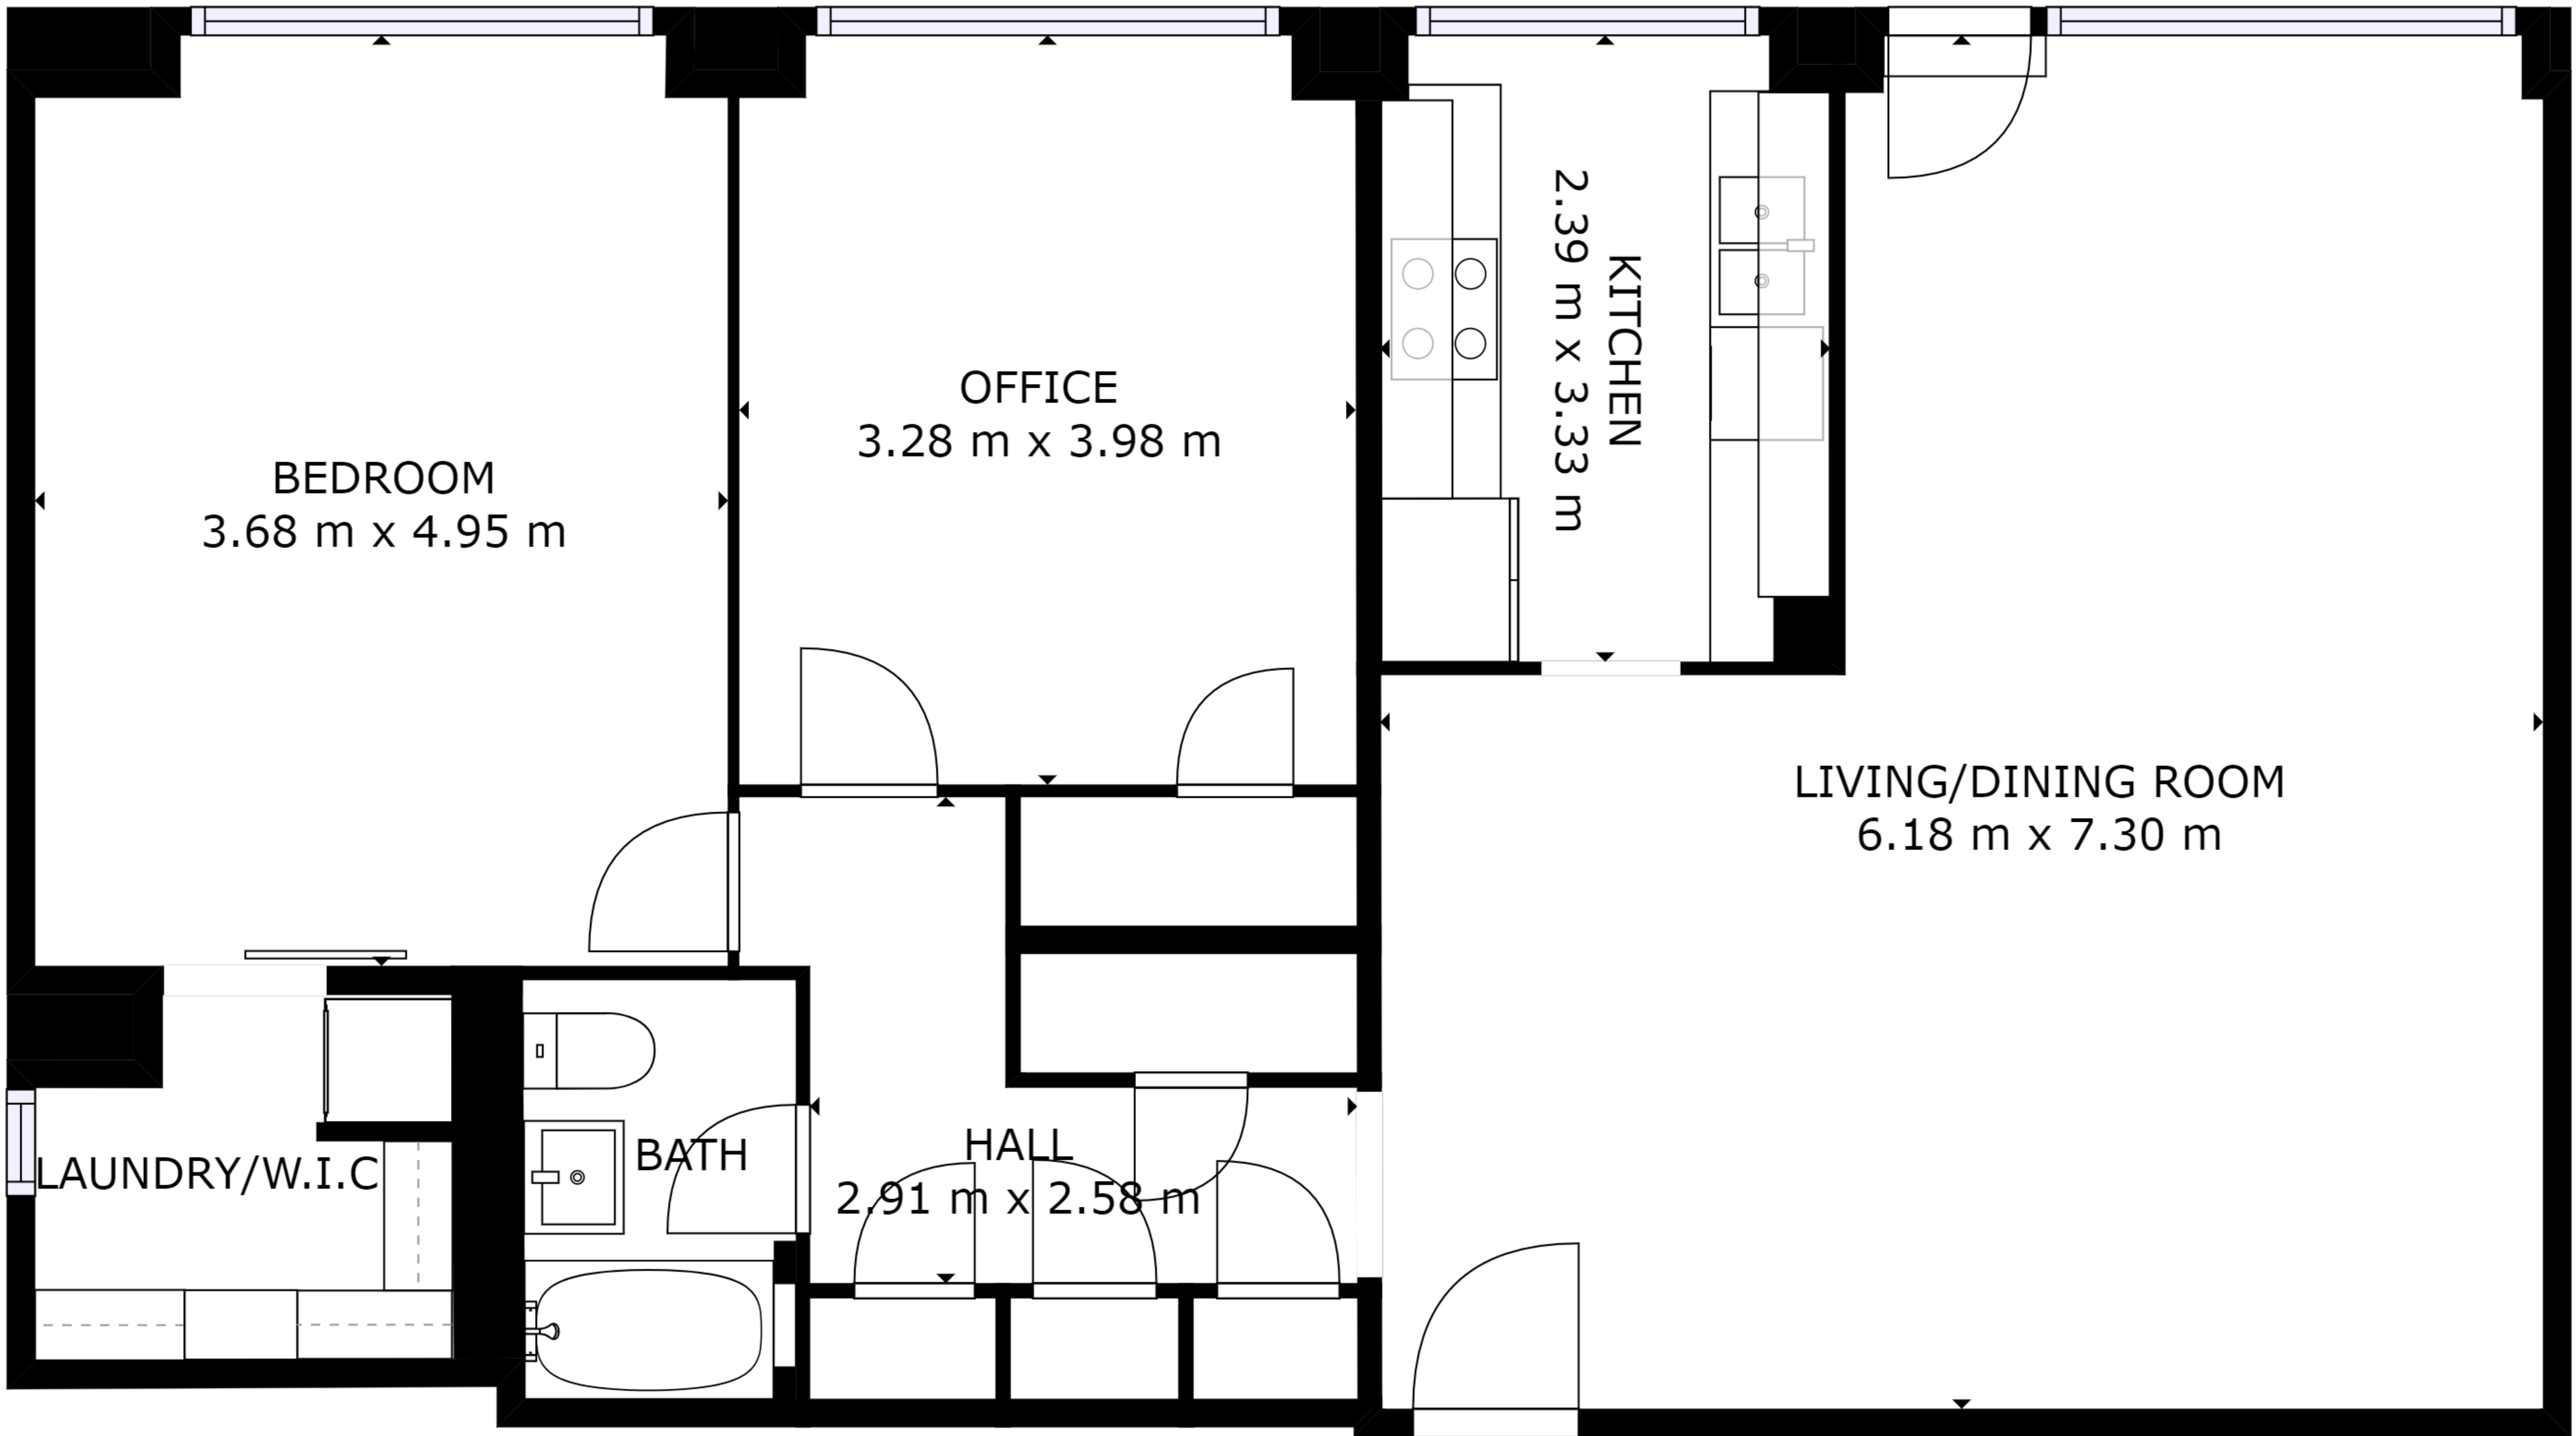 BEDROOM
3.68 m x 4.95 m
OFFICE
3.28 m x 3.98 m
KITCHEN
2.39 m x 3.33 m
LIVING/DINING ROOM
6.18 m x 7.30 m
LAUNDRY/W.I.C
BATH
HALL
2.91 m x 2.58 m